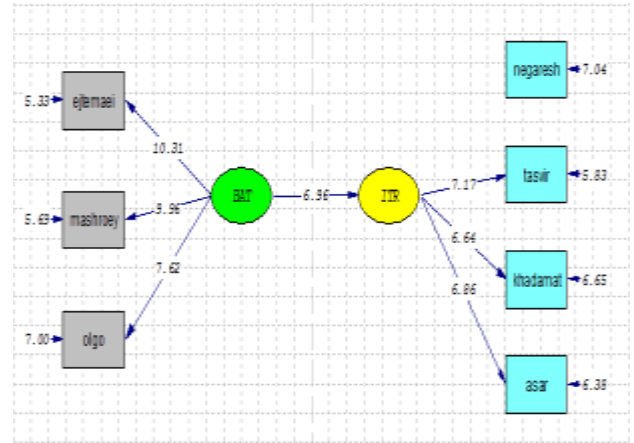 negaresh
7.04
5.33
ejtemaei
10.31
tasvir
5.83
7.17
BAT
6.96
ITR
9.96
5.69
mashroey
6.64
7.62
khadamat
6.65
6.86
7.00
olgo
asar
6.38